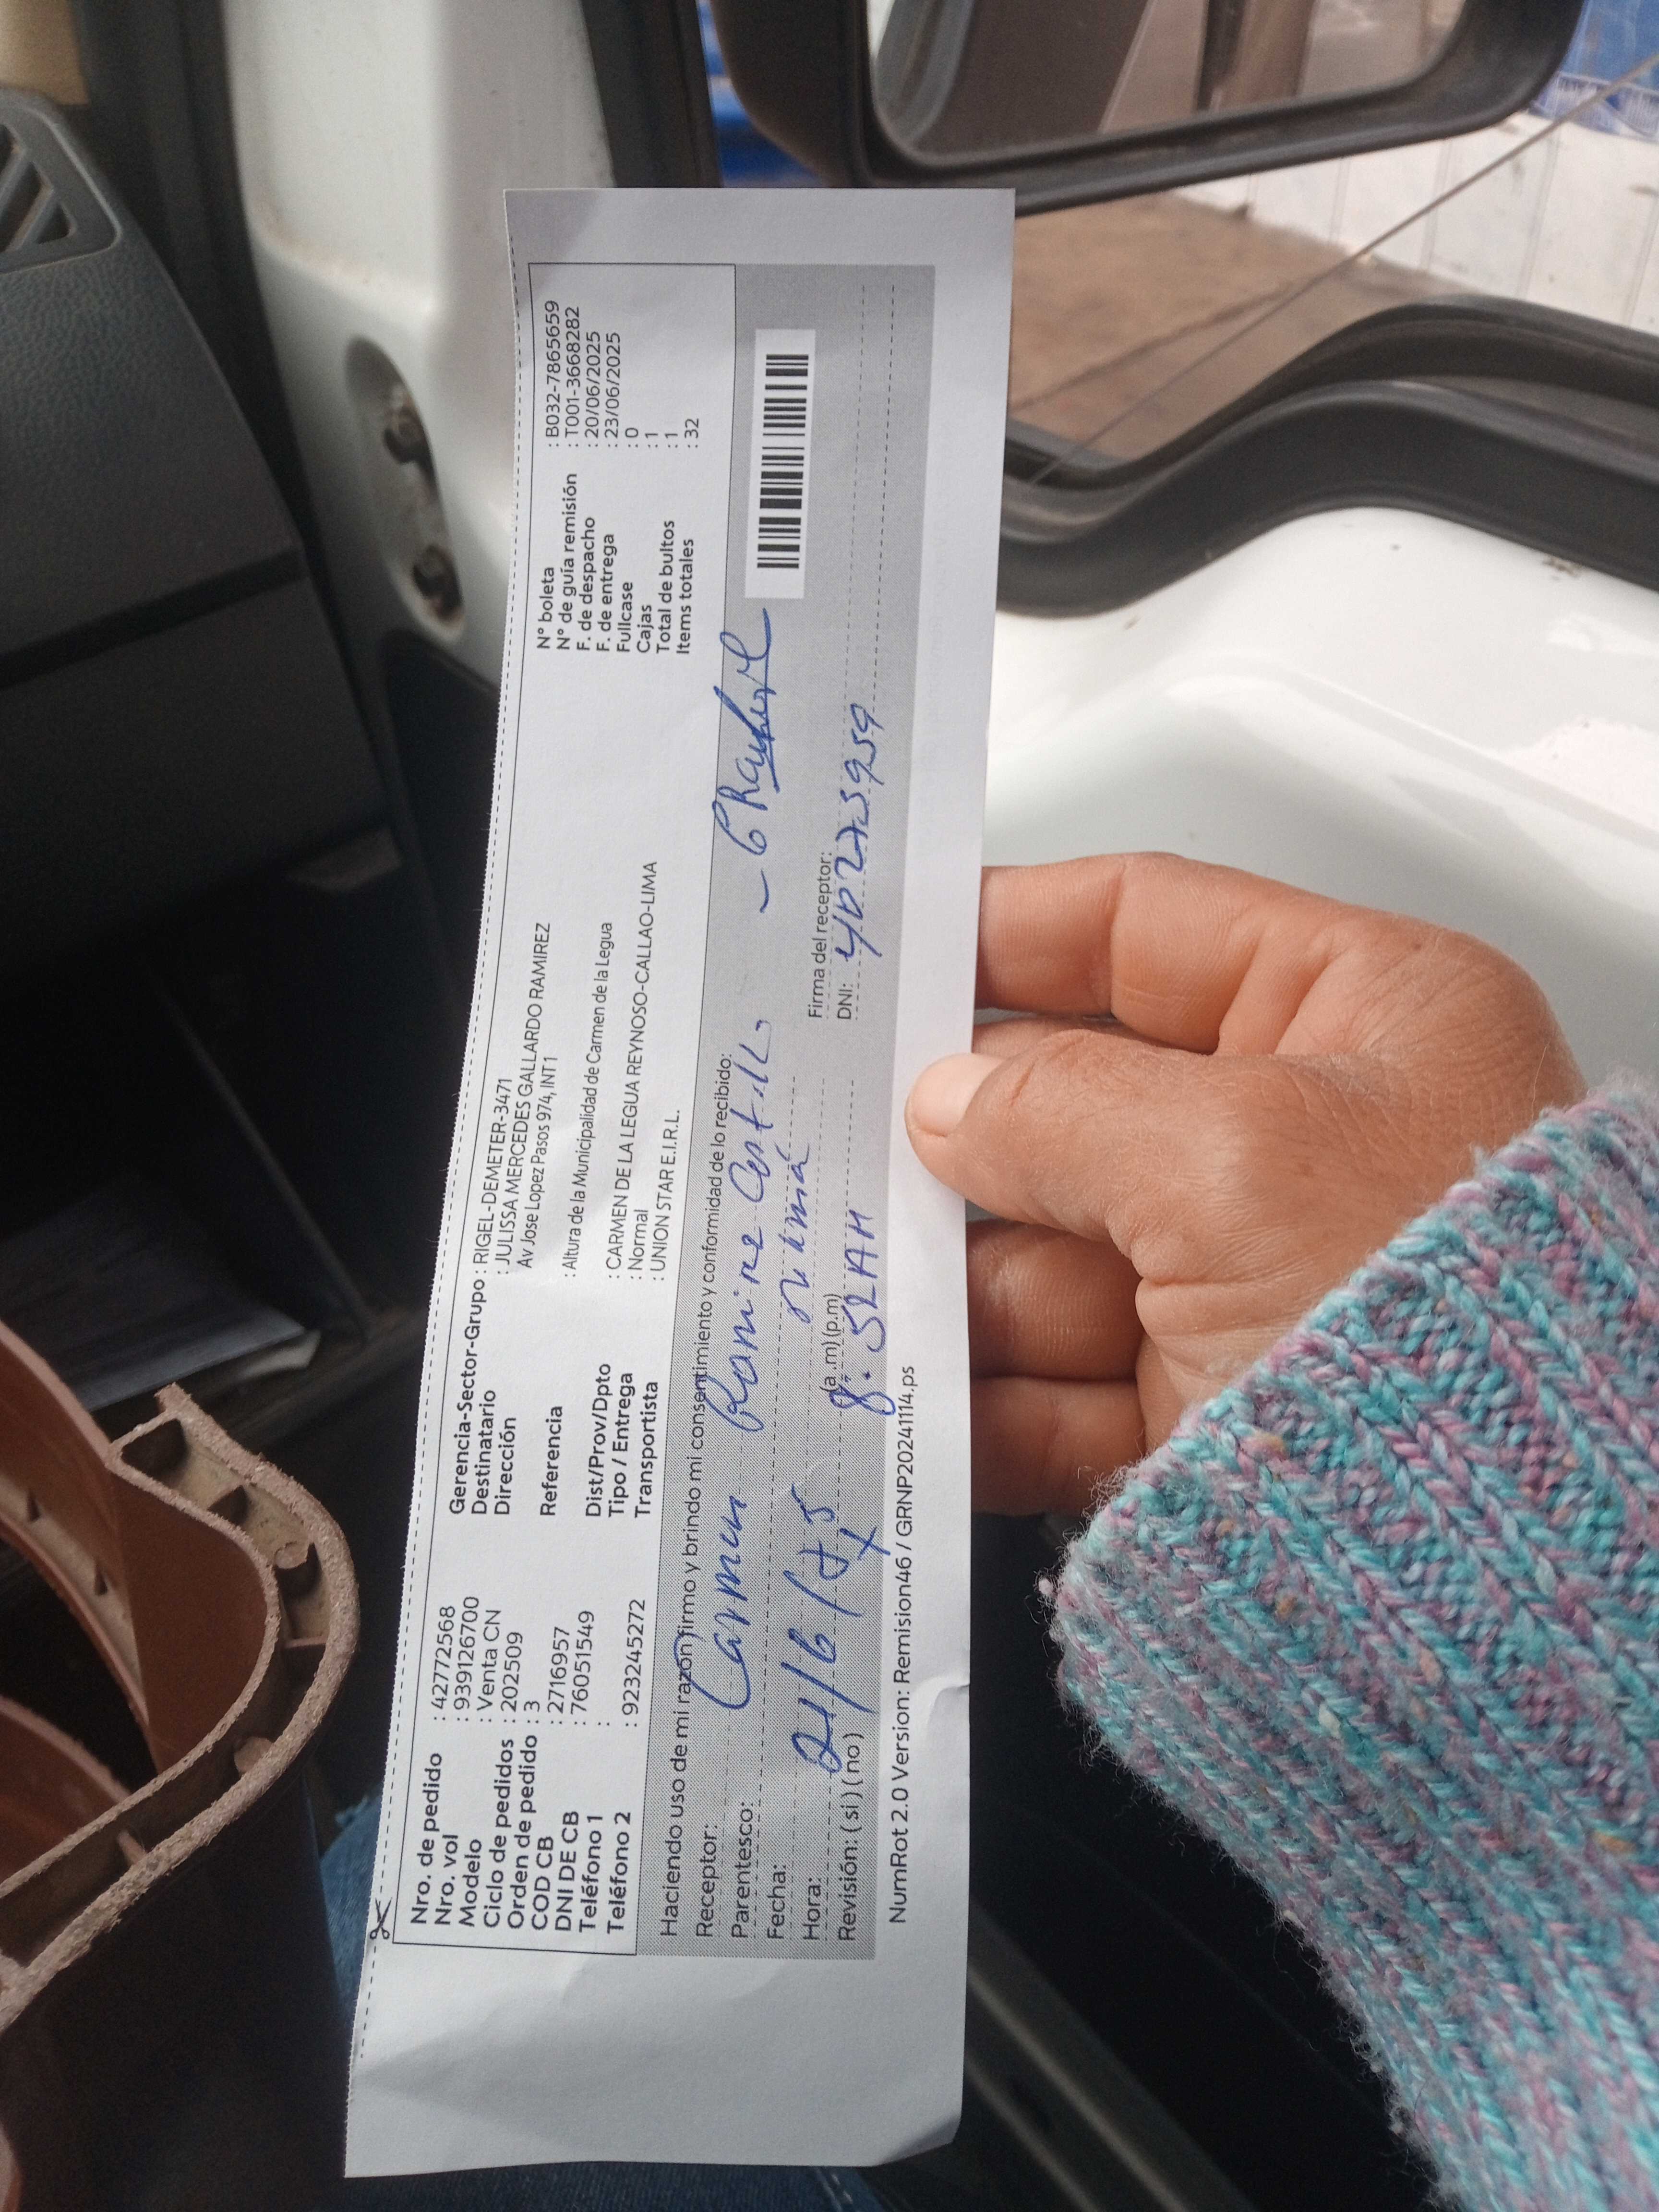 Nro. de pedido : 42772568
Nro. vol : 939126700
Modelo : Venta CN
Ciclo de pedidos : 202509
Orden de pedido : 3
COD CB : 2716957
DNI DE CB : 76051549
Teléfono 1 :
Teléfono 2 : 923245272
Gerencia-Sector-Grupo : RIGEL-DEMETER-3471
Destinatario : JULISSA MERCEDES GALLARDO RAMIREZ
Dirección Av Jose Lopez Pasos 974, INT 1
Referencia : Altura de la Municipalidad de Carmen de la Legua
Dist/Prov/Dpto : CARMEN DE LA LEGUA REYNOSO-CALLAO-LIMA
Tipo / Entrega : Normal
Transportista : UNION STAR E.I.R.L.
N° boleta : B032-7865659
N° de guía remisión : T001-3668282
F. de despacho : 20/06/2025
F. de entrega : 23/06/2025
Fullcase : 0
Cajas : 1
Total de bultos : 1
Items totales : 32
Haciendo uso de mi razón firmo y brindo mi consentimiento y conformidad de lo recibido:
Receptor: Carmen Ramirez
Parentesco: mamá
Fecha: 21/6/25
Hora: (a.m) (p.m) 8:52 AM
Revisión: ( si ) ( no )
Firma del receptor:
DNI:
NumRot 2.0 Version: Remision46 / GRNP20241114.ps